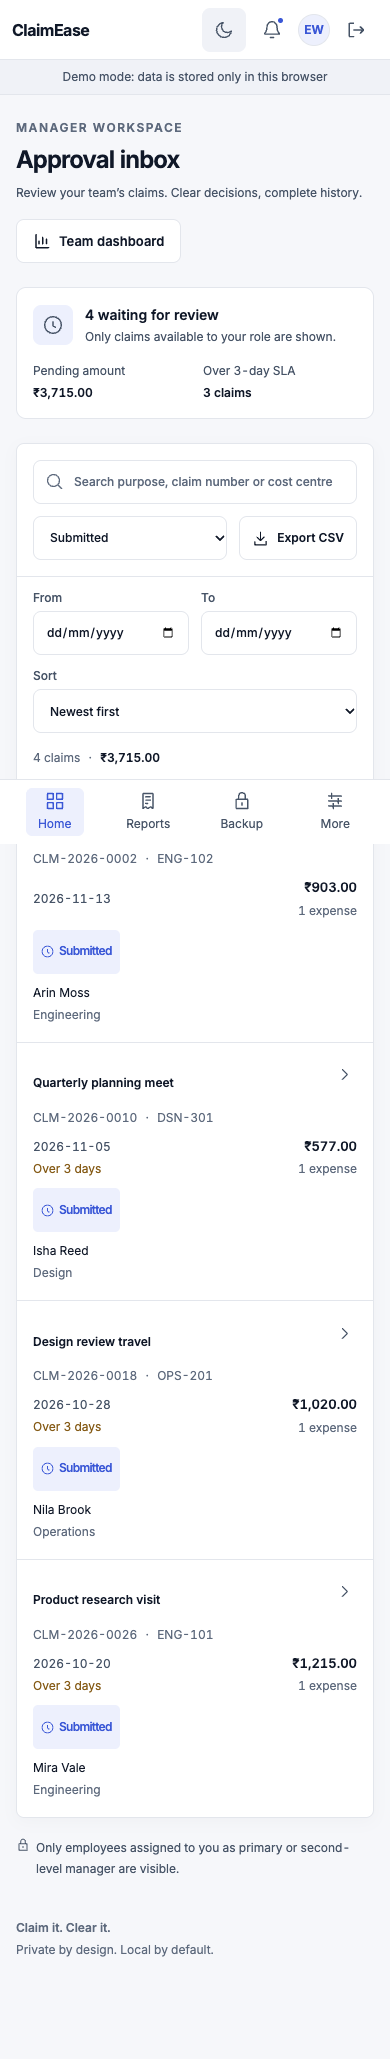 ClaimEase
EW
Demo mode: data is stored only in this browser
MANAGER WORKSPACE
Approval inbox
Review your team's claims. Clear decisions, complete history.
Team dashboard
4 waiting for review
Only claims available to your role are shown.
Pending amount
₹3,715.00
Over 3-day SLA
3 claims
Search purpose, claim number or cost centre
Submitted
Export CSV
From
To
dd/mm/yyyy
dd/mm/yyyy
Sort
Newest first
4 claims · ₹3,715.00
Home
Reports
Backup
More
CLM-2026-0002 · ENG-102
2026-11-13
₹903.00
1 expense
Submitted
Arin Moss
Engineering
Quarterly planning meet
CLM-2026-0010 · DSN-301
2026-11-05
₹577.00
Over 3 days
1 expense
Submitted
Isha Reed
Design
Design review travel
CLM-2026-0018 · OPS-201
2026-10-28
₹1,020.00
Over 3 days
1 expense
Submitted
Nila Brook
Operations
Product research visit
CLM-2026-0026 · ENG-101
2026-10-20
₹1,215.00
Over 3 days
1 expense
Submitted
Mira Vale
Engineering
Only employees assigned to you as primary or second-
level manager are visible.
Claim it. Clear it.
Private by design. Local by default.